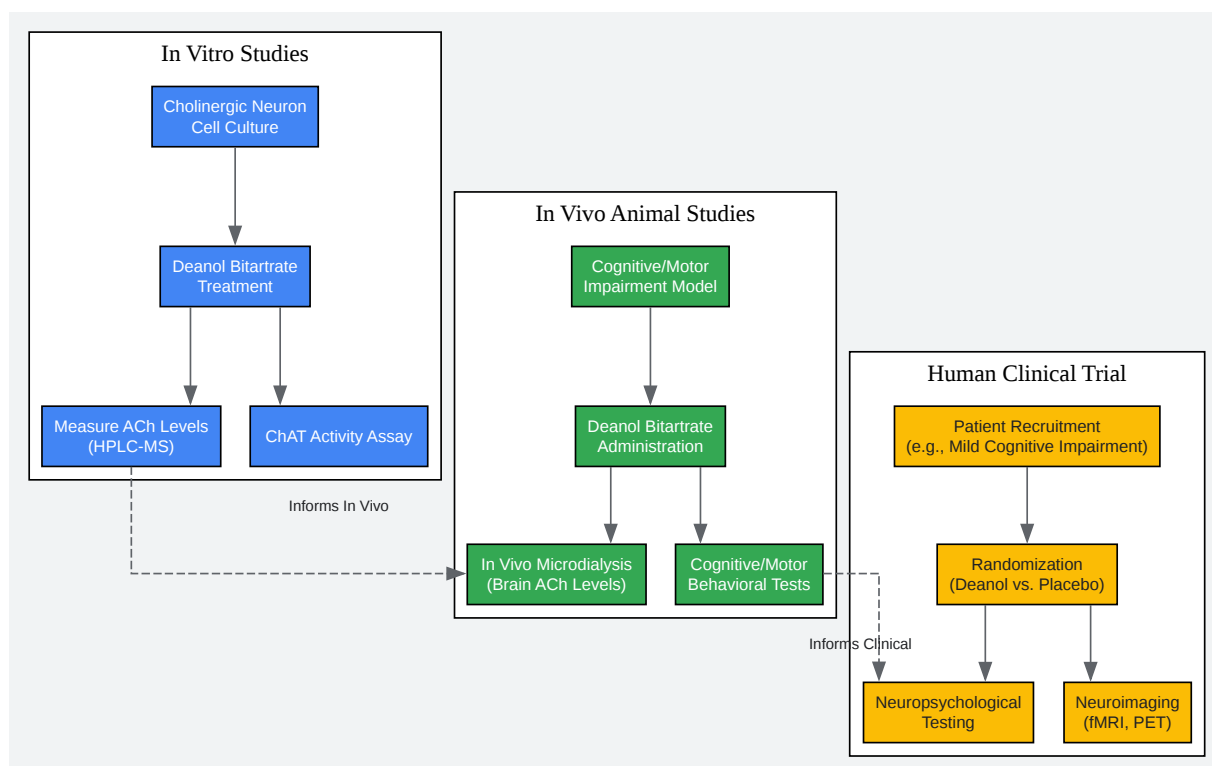 In Vitro Studies
Cholinergic Neuron
Cell Culture
Deanol Bitartrate
Treatment
Measure ACh Levels
(HPLC-MS)
ChAT Activity Assay
Informs In Vivo
In Vivo Animal Studies
Cognitive/Motor
Impairment Model
Deanol Bitartrate
Administration
In Vivo Microdialysis
(Brain ACh Levels)
Cognitive/Motor
Behavioral Tests
Informs Clinical
Human Clinical Trial
Patient Recruitment
(e.g., Mild Cognitive Impairment)
Randomization
(Deanol vs. Placebo)
Neuropsychological
Testing
Neuroimaging
(fMRI, PET)